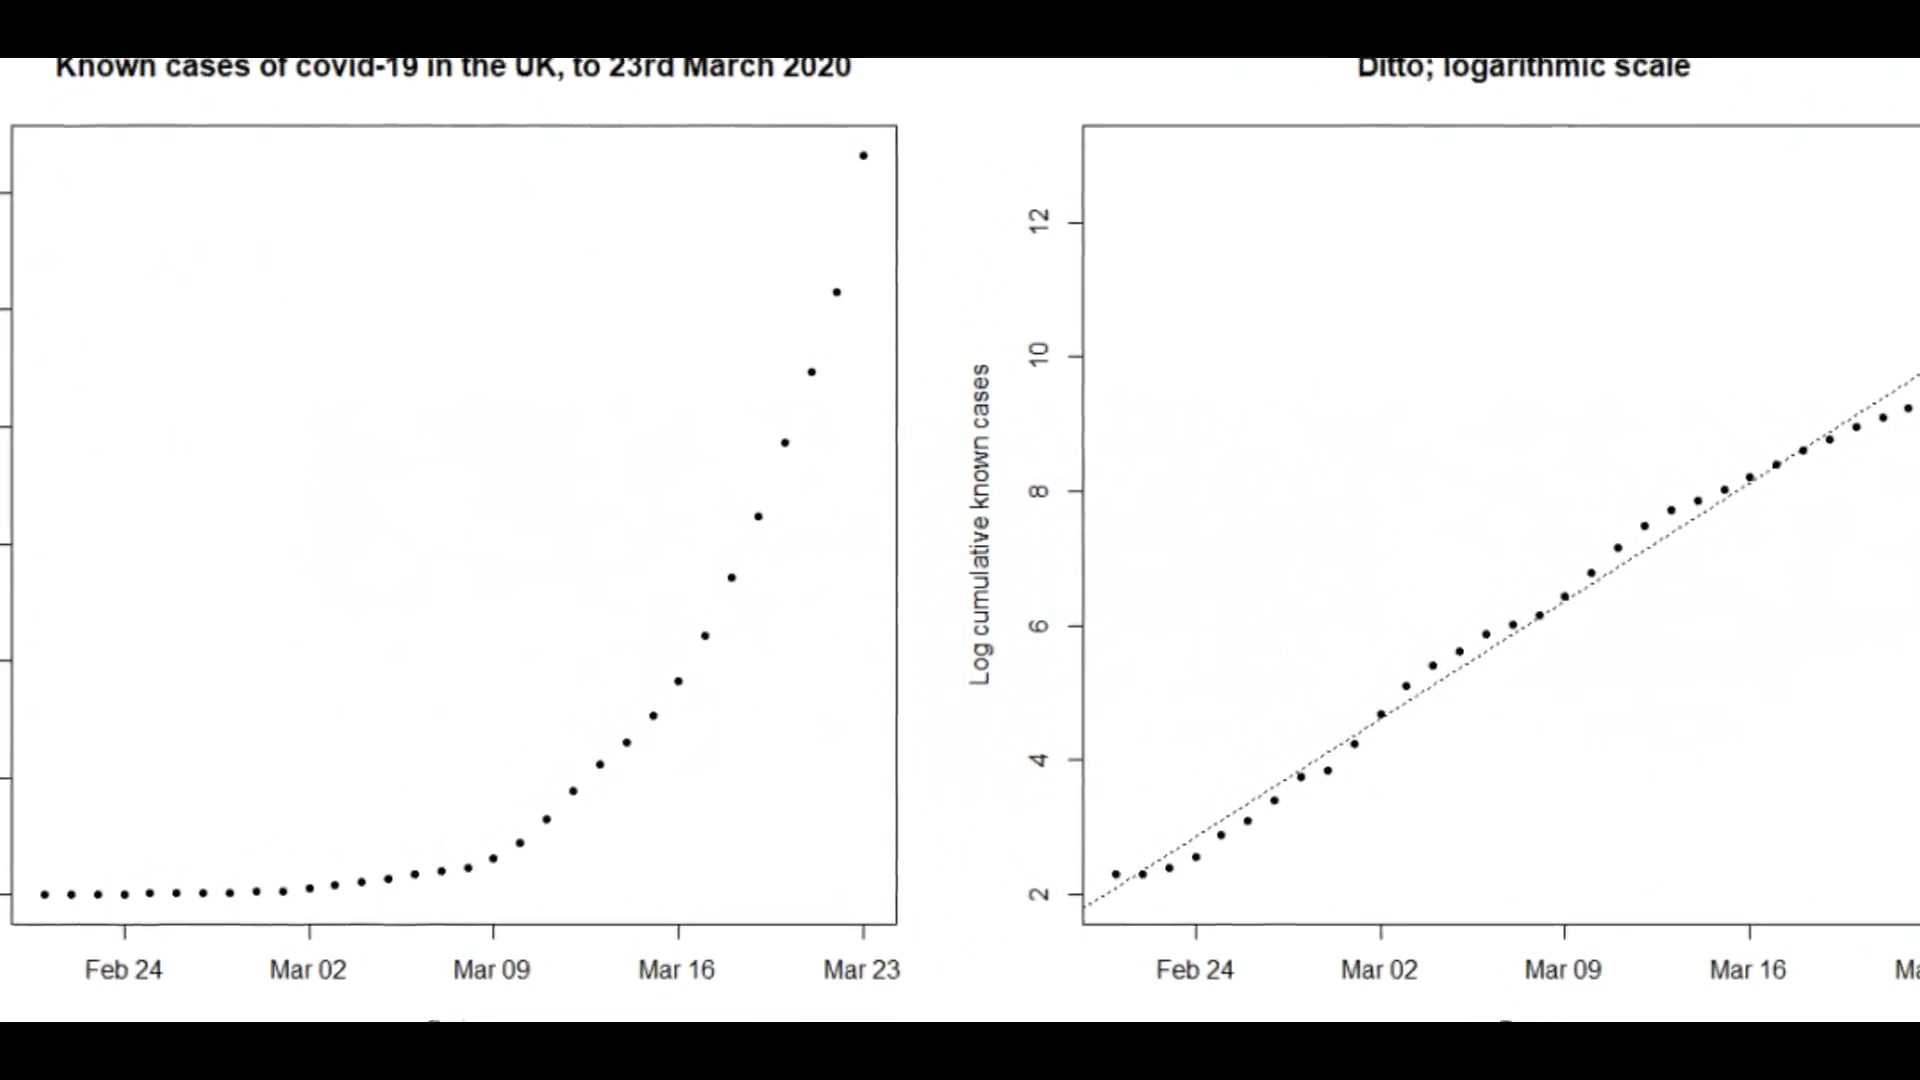 Known cases of covid-19 in the UK, to 23rd March 2020
Feb 24
Mar 02
Mar 09
Mar 16
Mar 23
Ditto; logarithmic scale
Log cumulative known cases
12
10
8
6
4
2
Feb 24
Mar 02
Mar 09
Mar 16